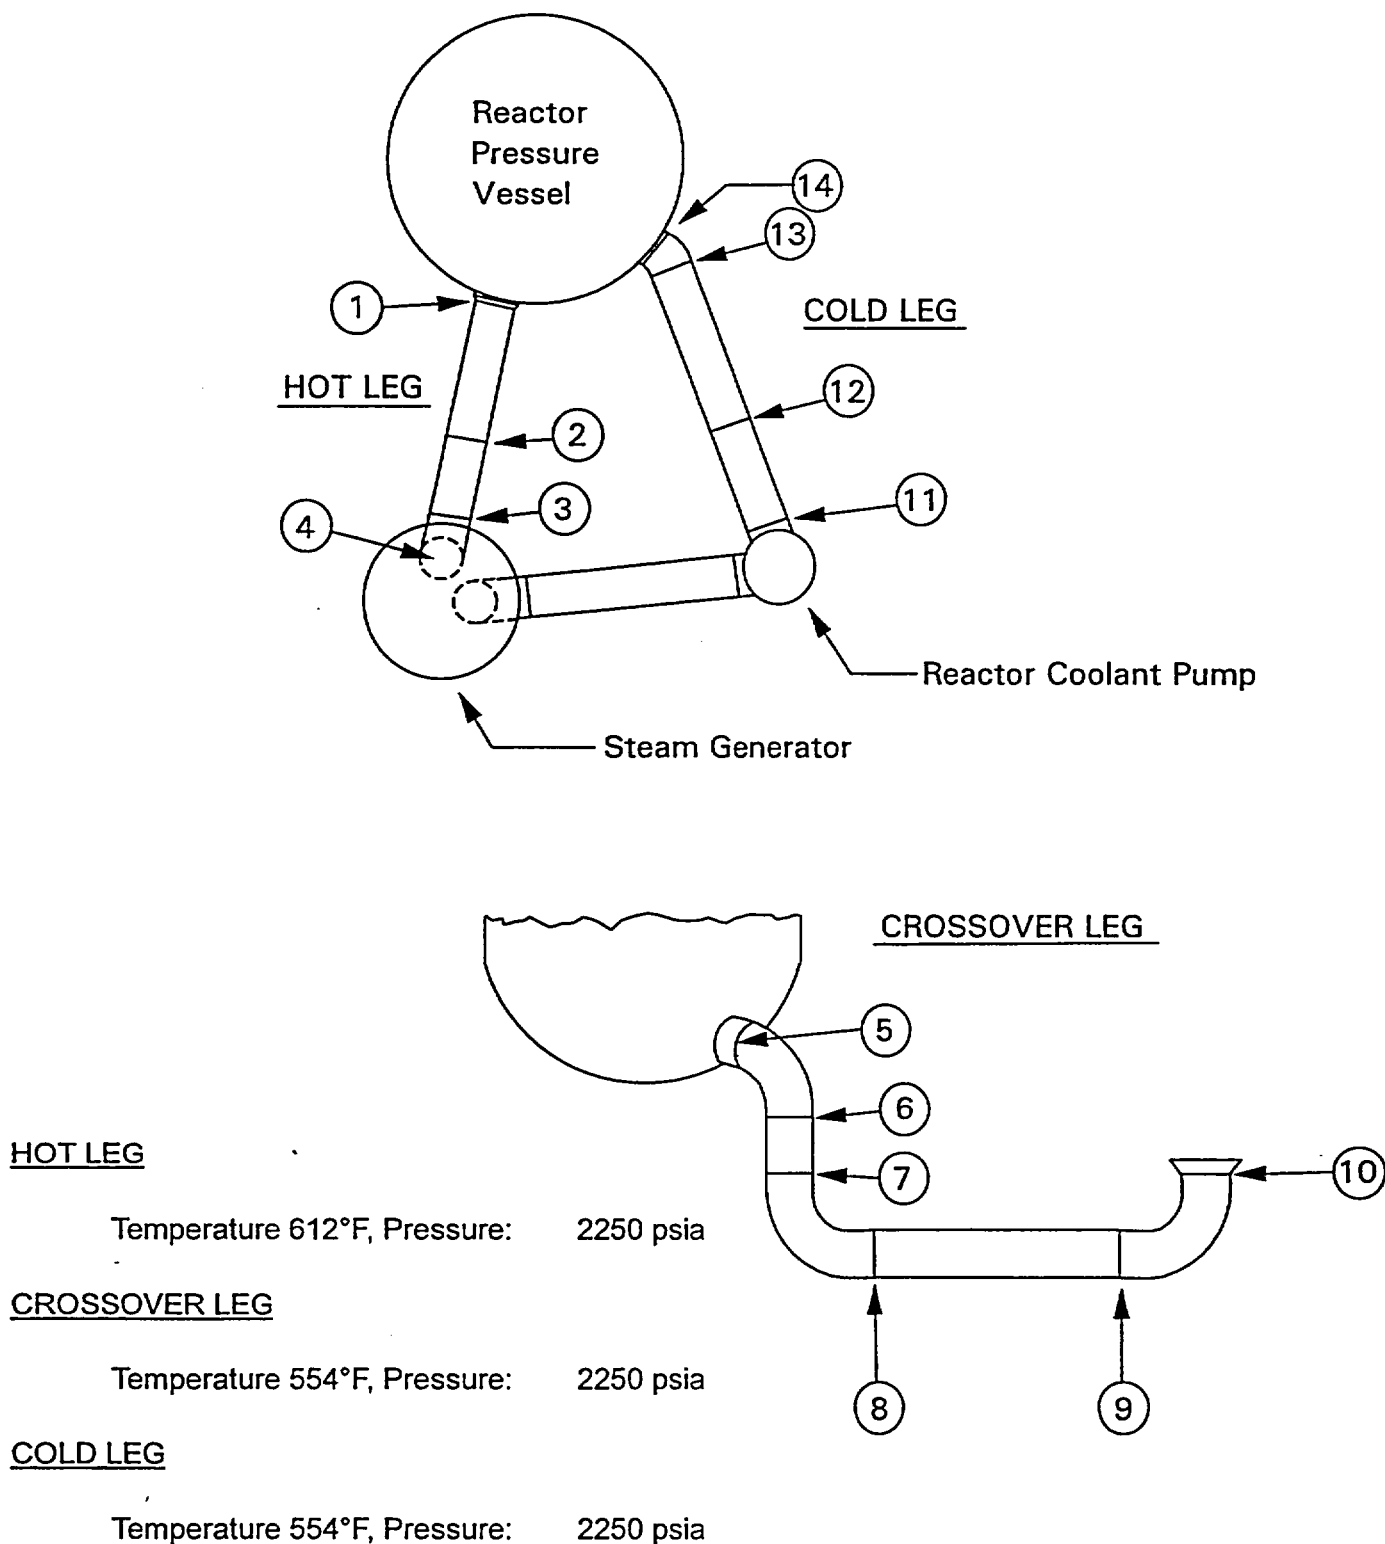 Reactor
Pressure
Vessel
14
13
1
COLD LEG
HOT LEG
12
2
11
3
4
Reactor Coolant Pump
Steam Generator
CROSSOVER LEG
5
6
7
10
8
9
HOT LEG
Temperature 612°F, Pressure: 2250 psia
CROSSOVER LEG
Temperature 554°F, Pressure: 2250 psia
COLD LEG
Temperature 554°F, Pressure: 2250 psia